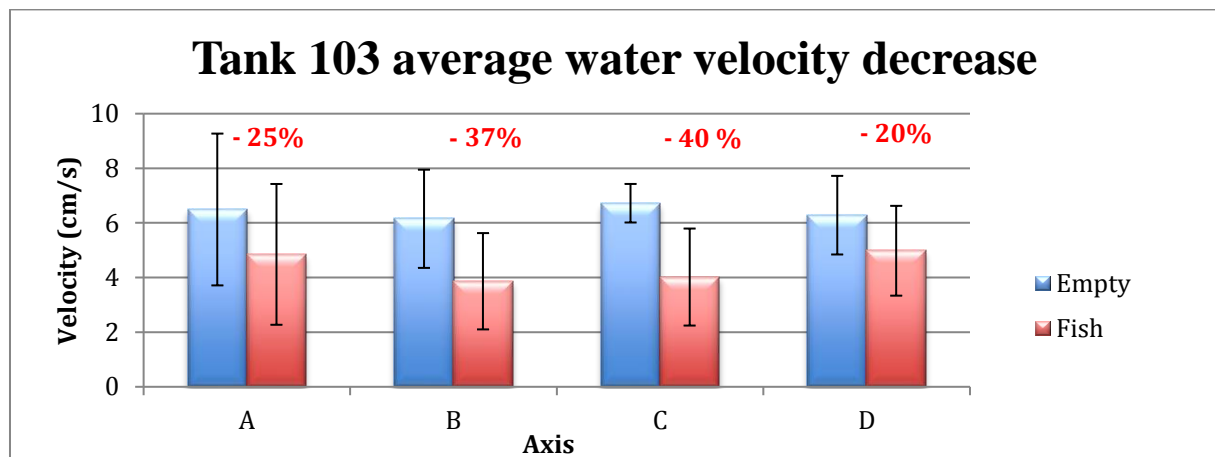 Tank 103 average water velocity decrease
Velocity (cm/s)
10
8
6
4
2
0
- 25%
- 37%
- 40 %
- 20%
A
B
C
D
Axis
Empty
Fish